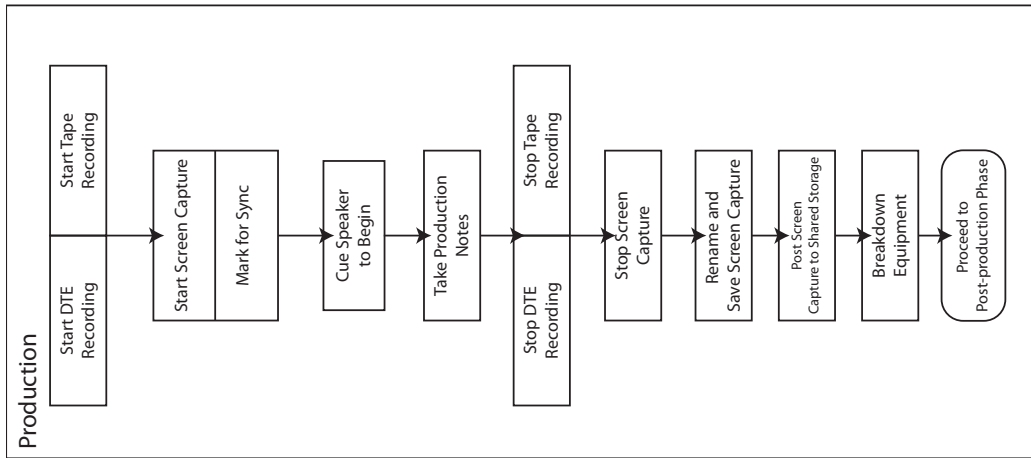 Production
Start DTE
Recording
Start Tape
Recording
Start Screen Capture
Mark for Sync
Cue Speaker
to Begin
Take Production
Notes
Stop DTE
Recording
Stop Tape
Recording
Stop Screen
Capture
Rename and
Save Screen Capture
Post Screen
Capture to Shared Storage
Breakdown
Equipment
Proceed to
Post-production Phase